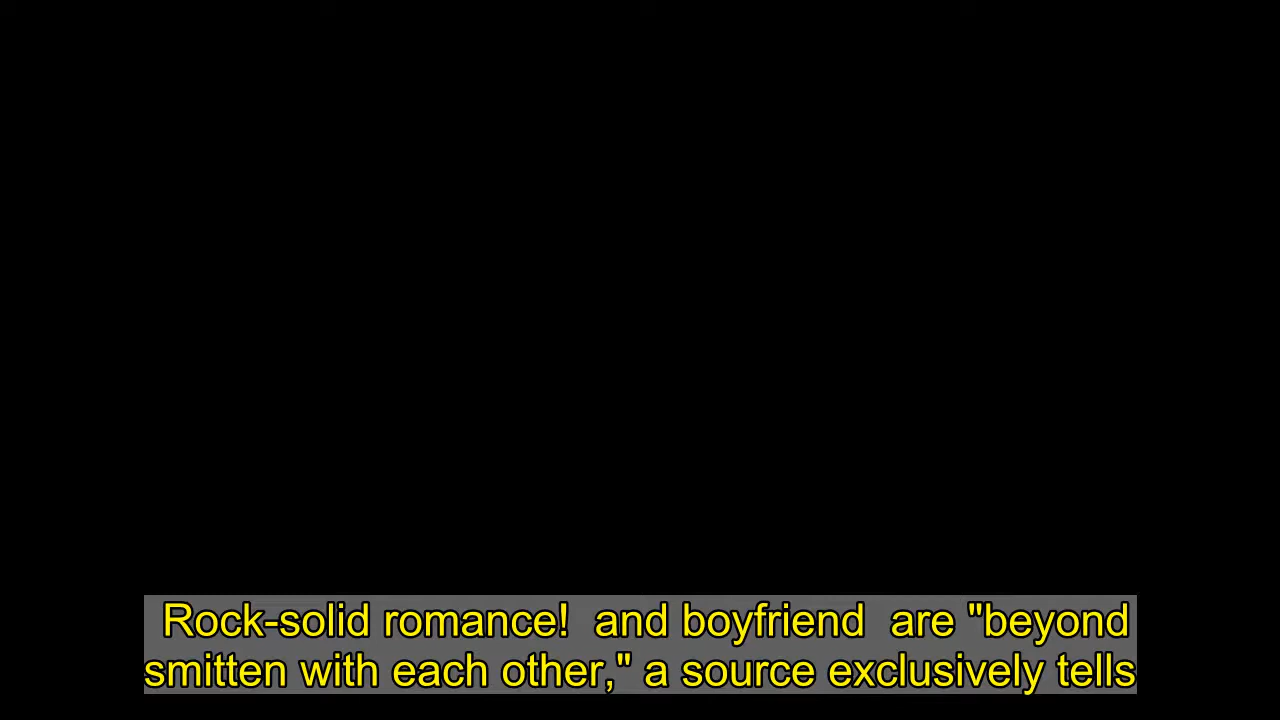 Rock-solid romance!  and boyfriend  are "beyond
smitten with each other," a source exclusively tells